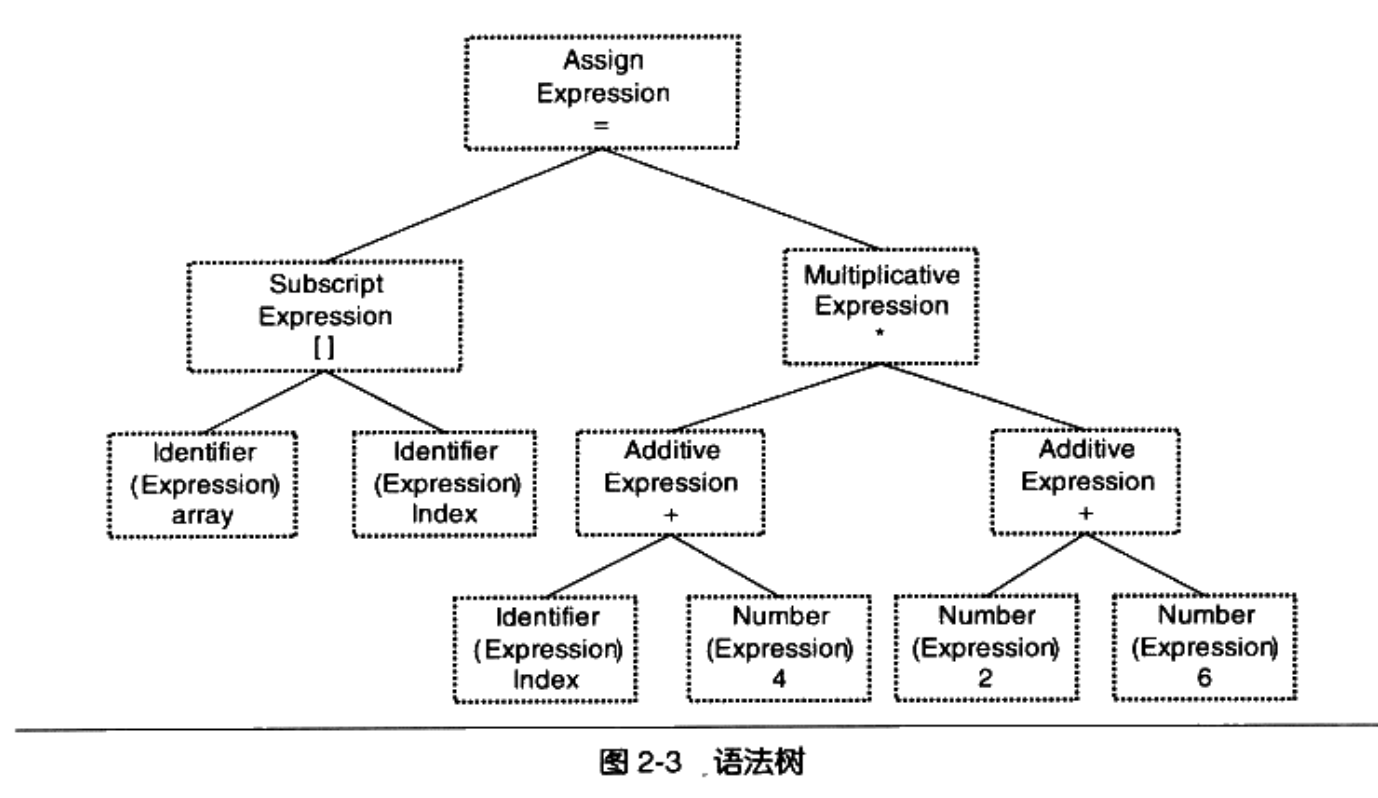 Assign
Expression
=
Subscript
Expression
[ ]
Multiplicative
Expression
*
Identifier
(Expression)
array
Identifier
(Expression)
Index
Additive
Expression
+
Additive
Expression
+
Identifier
(Expression)
Index
Number
(Expression)
4
Number
(Expression)
2
Number
(Expression)
6
图 2-3 语法树